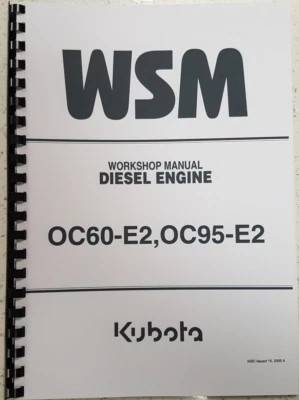 WSM
WORKSHOP MANUAL
DIESEL ENGINE
OC60-E2,OC95-E2
Kubota